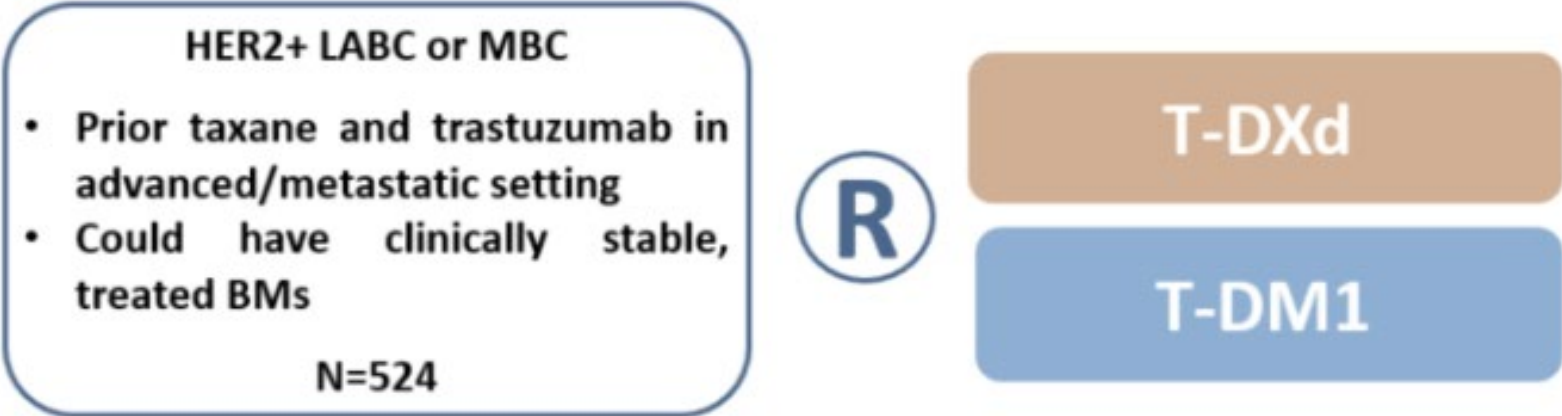 HER2+ LABC or MBC
• Prior taxane and trastuzumab in
advanced/metastatic setting
• Could have clinically stable,
treated BMs
N=524
R
T-DXd
T-DM1